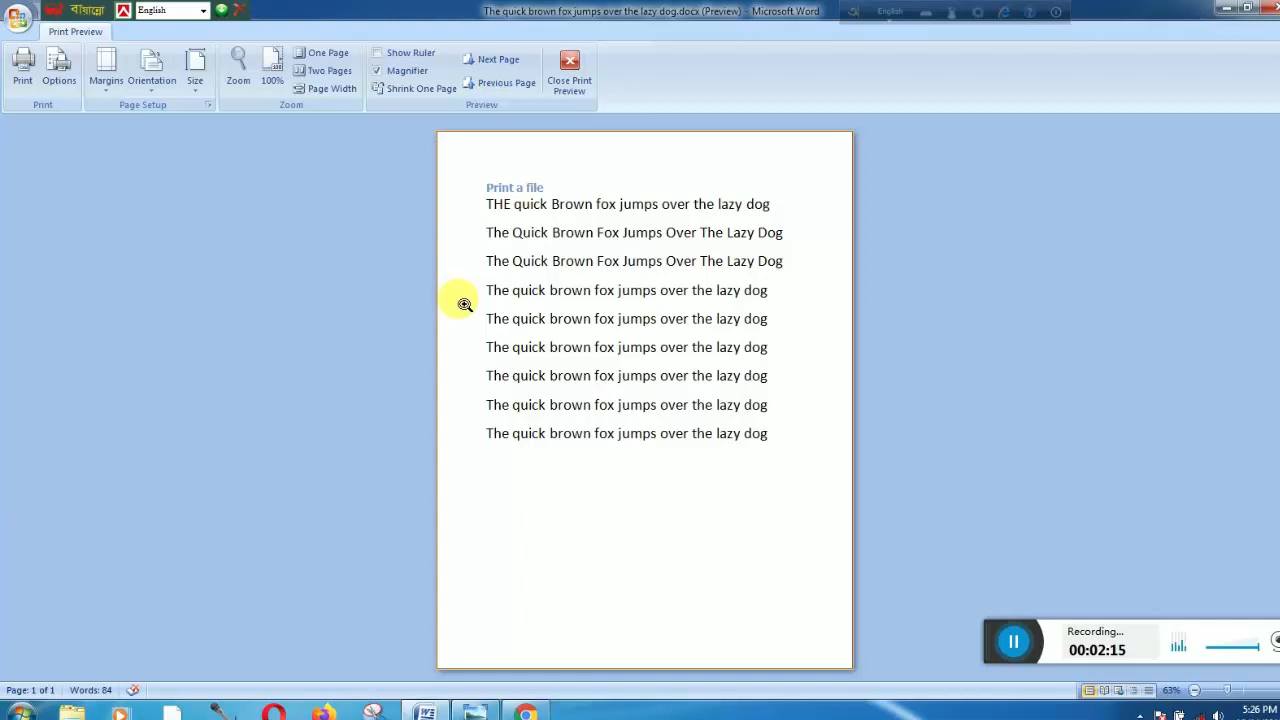 বাংলা English
The quick brown fox jumps over the lazy dog.docx (Preview) - Microsoft Word
English
Print Preview
Print
Options
Margins
Orientation
Size
Zoom
100%
One Page
Two Pages
Page Width
Show Ruler
Magnifier
Shrink One Page
Next Page
Previous Page
Close Print
Preview
Print
Page Setup
Zoom
Preview
Print a file
THE quick Brown fox jumps over the lazy dog
The Quick Brown Fox Jumps Over The Lazy Dog
The Quick Brown Fox Jumps Over The Lazy Dog
The quick brown fox jumps over the lazy dog
The quick brown fox jumps over the lazy dog
The quick brown fox jumps over the lazy dog
The quick brown fox jumps over the lazy dog
The quick brown fox jumps over the lazy dog
The quick brown fox jumps over the lazy dog
Recording...
00:02:15
Page: 1 of 1 Words: 84
63%
5:26 PM